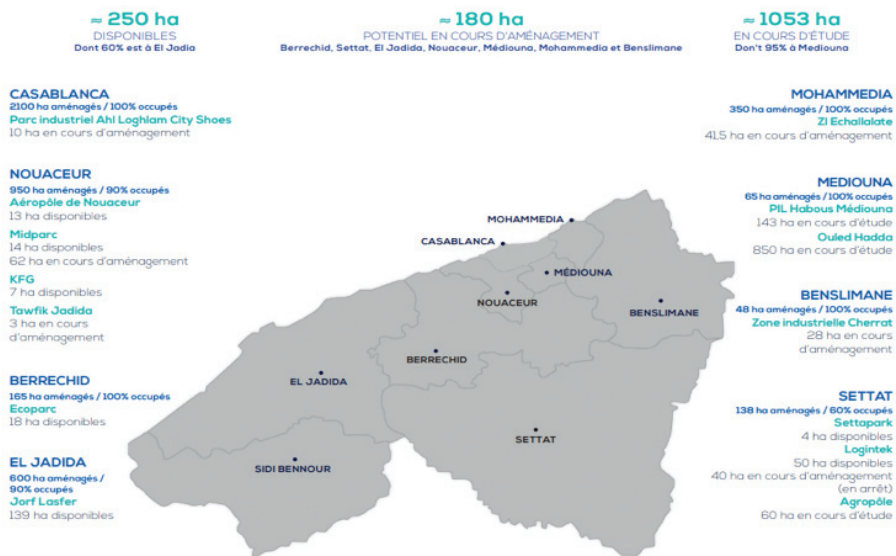 ≈ 250 ha
DISPONIBLES
Dont 60% est à El Jadia
≈ 180 ha
POTENTIEL EN COURS D'AMÉNAGEMENT
Berrechid, Settat, El Jadida, Nouaceur, Médiouna, Mohammedia et Benslimane
≈ 1053 ha
EN COURS D'ÉTUDE
Don't 95% à Mediouna
CASABLANCA
2100 ha aménagés / 100% occupés
Parc industriel Ahl Loghlam City Shoes
10 ha en cours d'aménagement
NOUACEUR
950 ha aménagés / 90% occupés
Aéropôle de Nouaceur
13 ha disponibles
Midparc
14 ha disponibles
62 ha en cours d'aménagement
KFG
7 ha disponibles
Tawfik Jadida
3 ha en cours
d'aménagement
BERRECHID
165 ha aménagés / 100% occupés
Ecoparc
18 ha disponibles
EL JADIDA
600 ha aménagés /
90% occupés
Jorf Lasfer
139 ha disponibles
MOHAMMEDIA
CASABLANCA
MÉDIOUNA
NOUACEUR
BENSLIMANE
BERRECHID
EL JADIDA
SETTAT
SIDI BENNOUR
MOHAMMEDIA
350 ha aménagés / 100% occupés
ZI Echallalate
41,5 ha en cours d'aménagement
MEDIOUNA
65 ha aménagés / 100% occupés
PIL Habous Médiouna
143 ha en cours d'étude
Ouled Hadda
850 ha en cours d'étude
BENSLIMANE
48 ha aménagés / 100% occupés
Zone industrielle Cherrat
28 ha en cours
d'aménagement
SETTAT
138 ha aménagés / 60% occupés
Settapark
4 ha disponibles
Logintek
50 ha disponibles
40 ha en cours d'aménagement
(en arrêt)
Agropôle
60 ha en cours d'étude